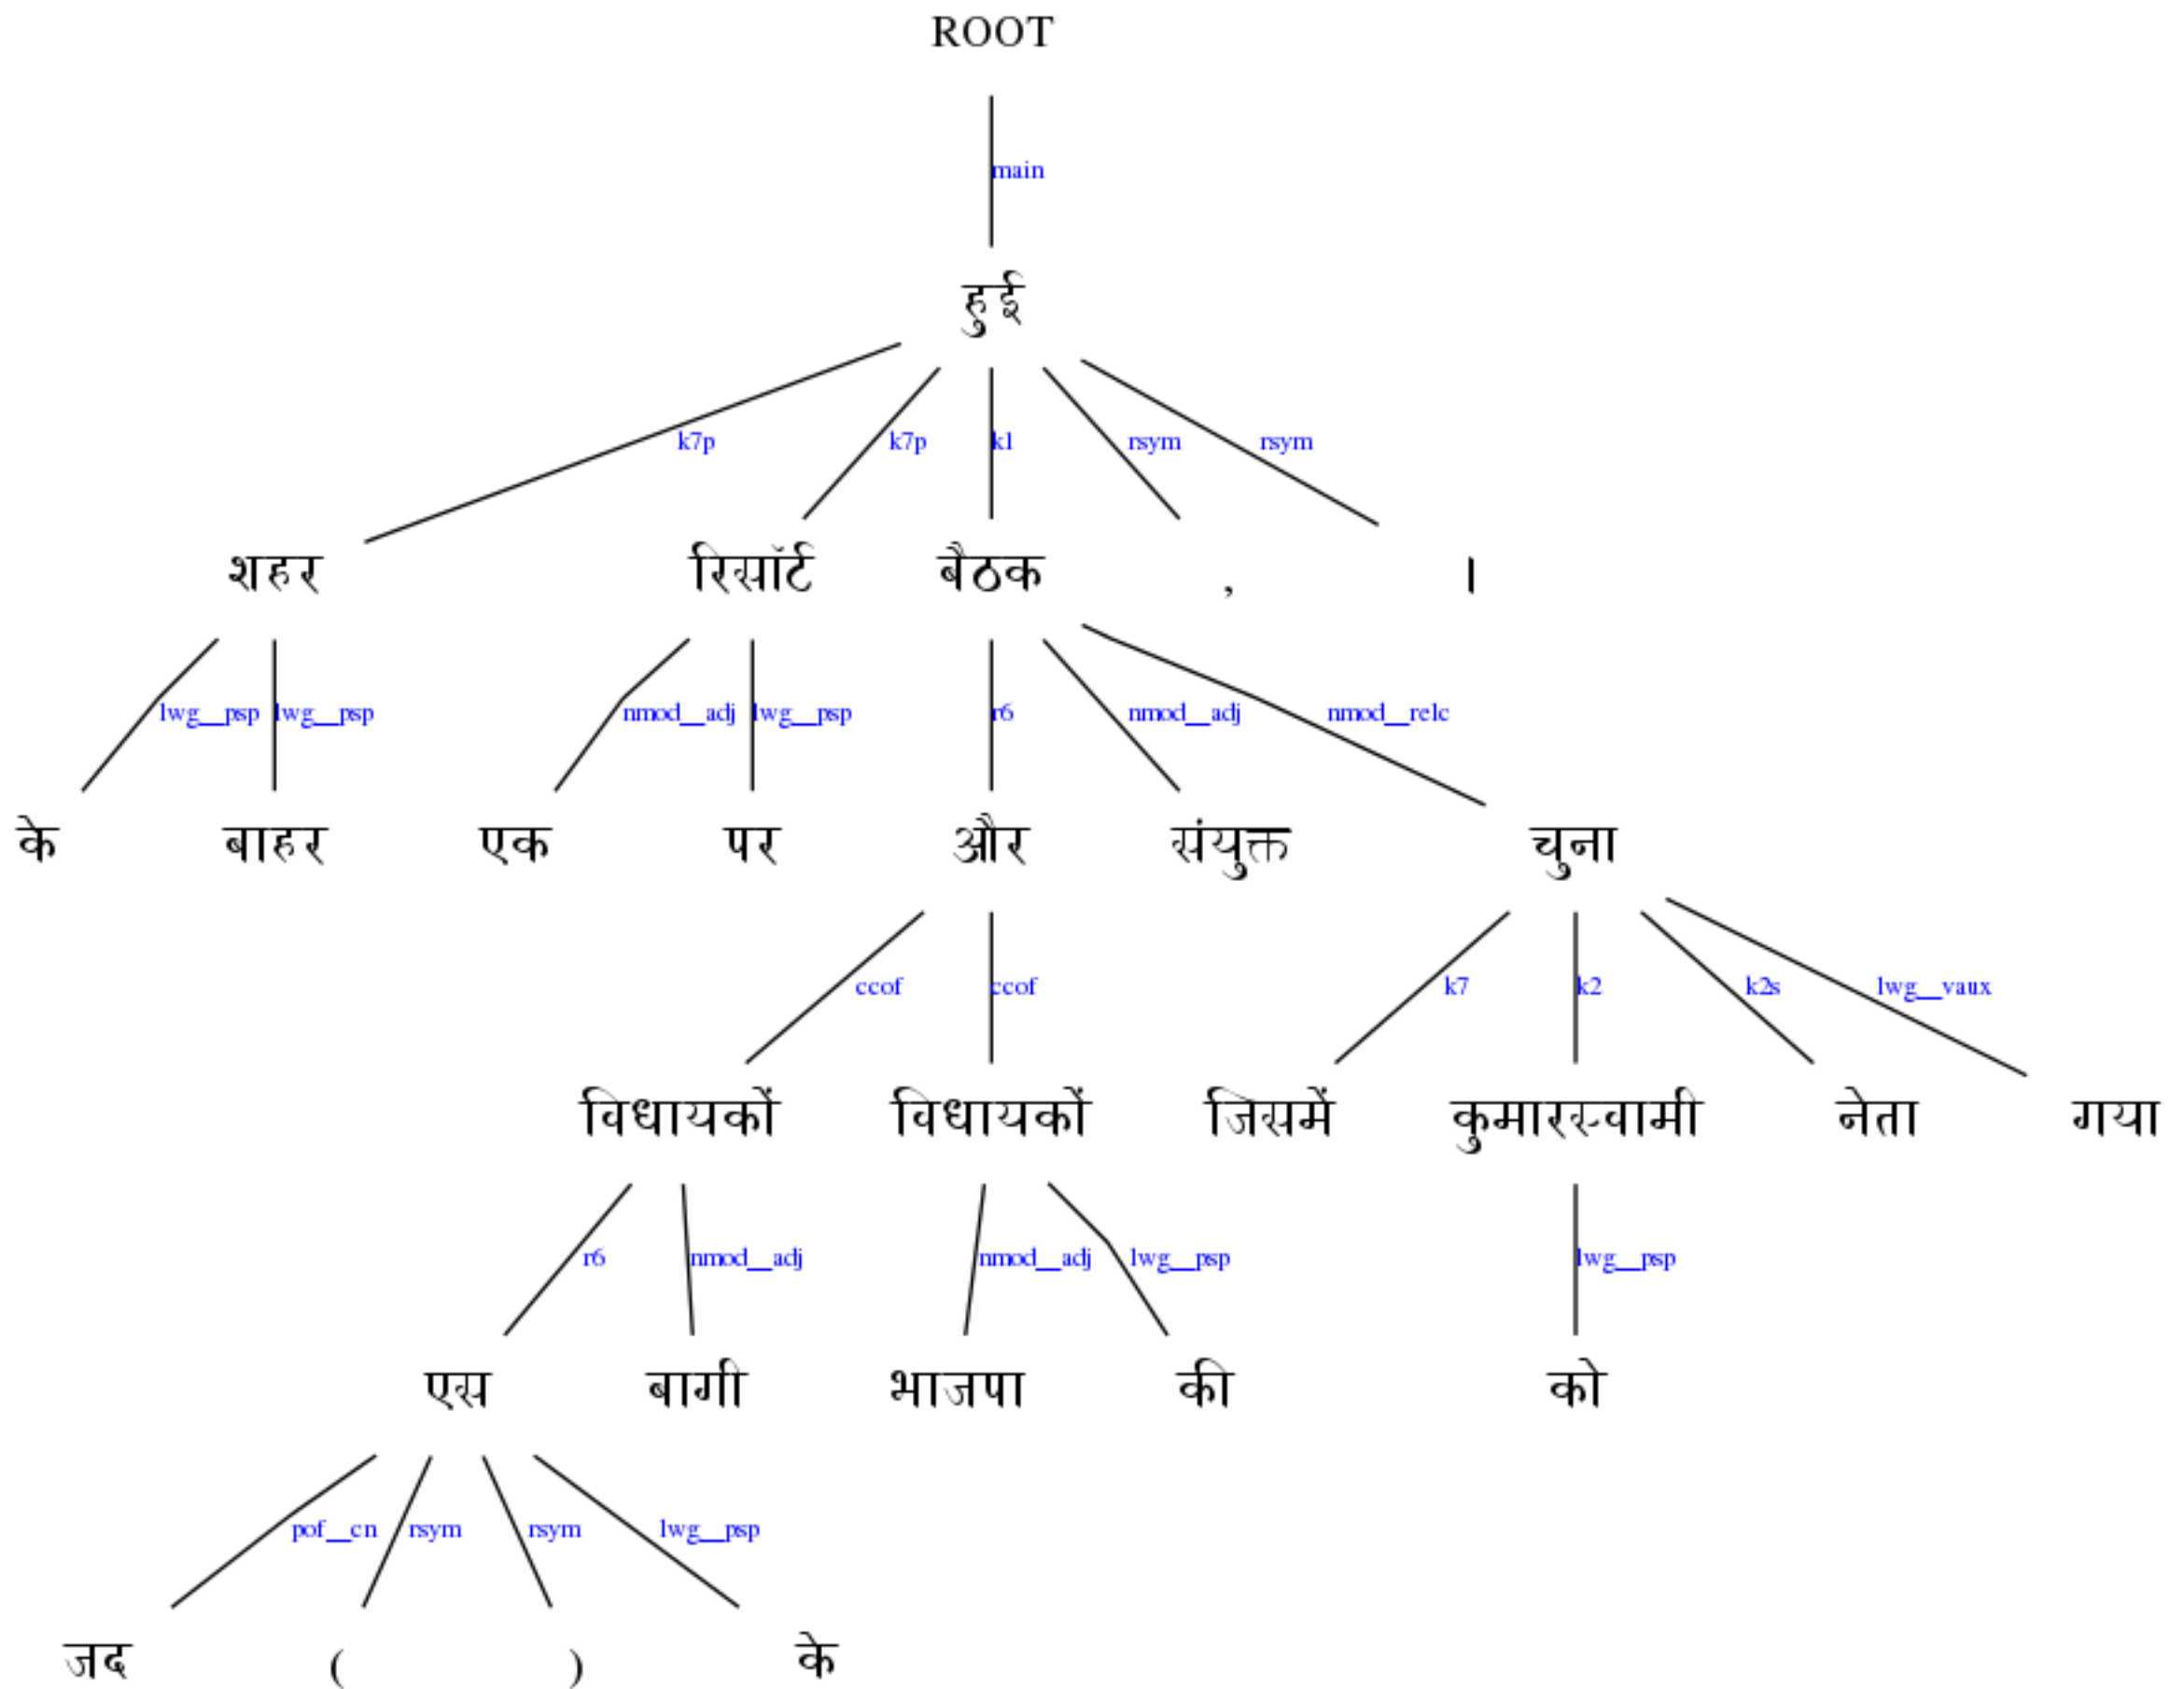 ROOT
main
हुई
k7p k7p k1 rsym rsym
शहर रिसॉर्ट बैठक , ।
lwg__psp lwg__psp nmod__adj lwg__psp r6 nmod__adj nmod__relc
के बाहर एक पर और संयुक्त चुना
ccof ccof k7 k2 k2s lwg__vaux
विधायकों विधायकों जिसमें कुमारस्वामी नेता गया
r6 nmod__adj nmod__adj lwg__psp lwg__psp
एस बागी भाजपा की को
pof__cn rsym rsym lwg__psp
जद ( ) के